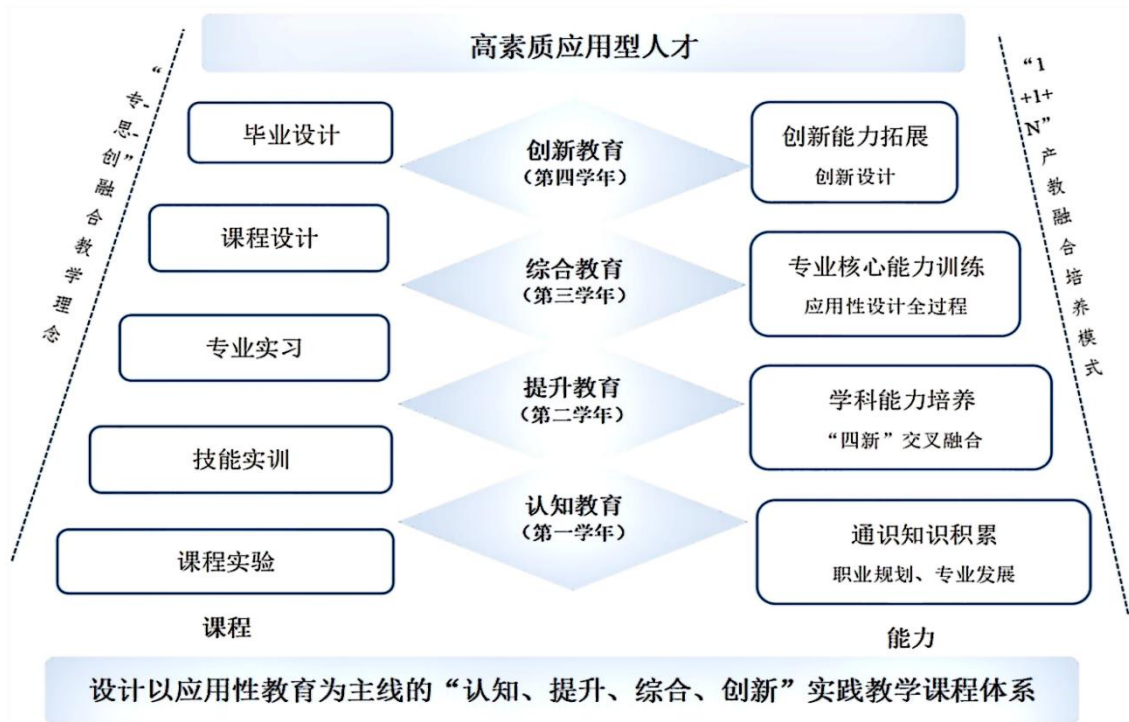 高素质应用型人才
“专、思、创”融合教学理念
毕业设计
课程设计
专业实习
技能实训
课程实验
课程
创新教育
（第四学年）
综合教育
（第三学年）
提升教育
（第二学年）
认知教育
（第一学年）
创新能力拓展
创新设计
专业核心能力训练
应用性设计全过程
学科能力培养
“四新”交叉融合
通识知识积累
职业规划、专业发展
能力
“1+1+N”产教融合培养模式
设计以应用性教育为主线的“认知、提升、综合、创新”实践教学课程体系